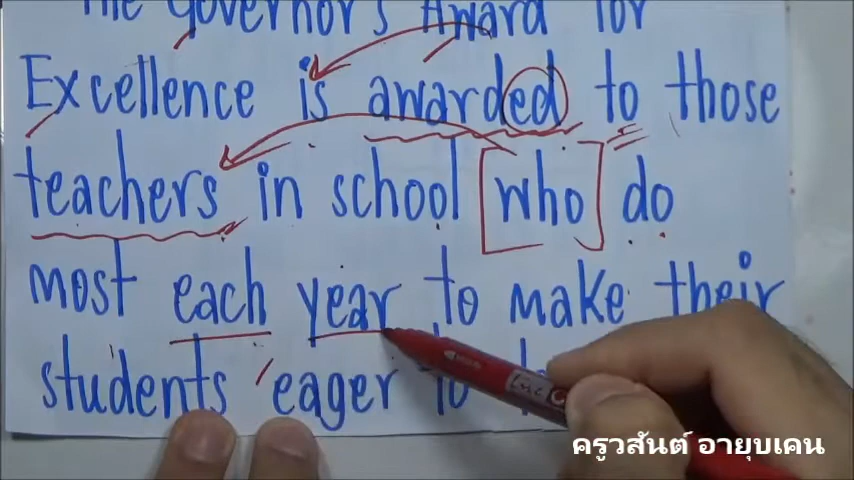 The Governor's Award for
Excellence is awarded to those
teachers in school who do
most each year to make their
students eager to
ครูวสันต์ อายุบเคน